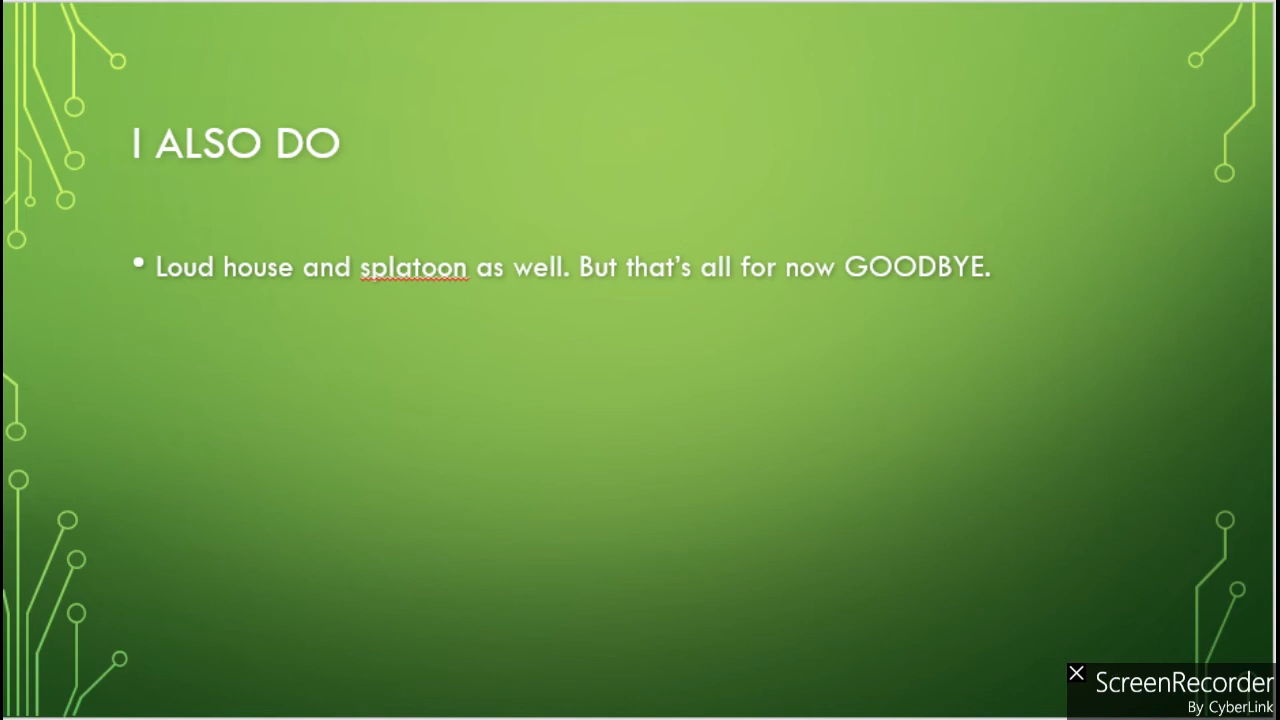 I ALSO DO
• Loud house and splatoon as well. But that's all for now GOODBYE.
ScreenRecorder
By CyberLink